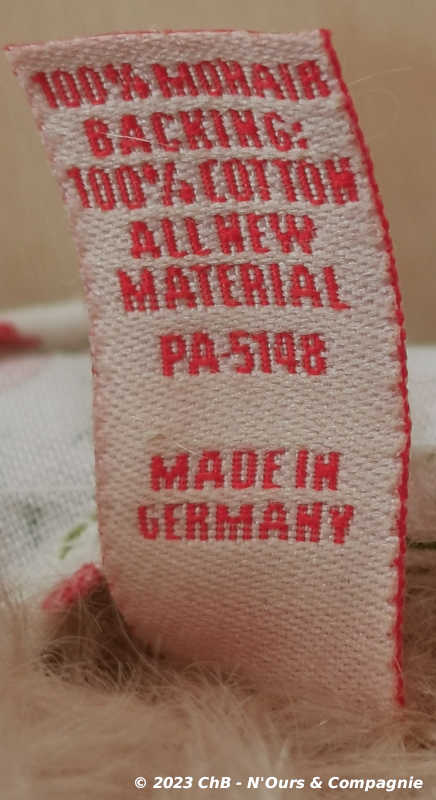 100% MOHAIR
BACKING:
100% COTTON
ALL NEW
MATERIAL
PA-5148
MADE IN
GERMANY
© 2023 ChB - N'Ours & Compagnie